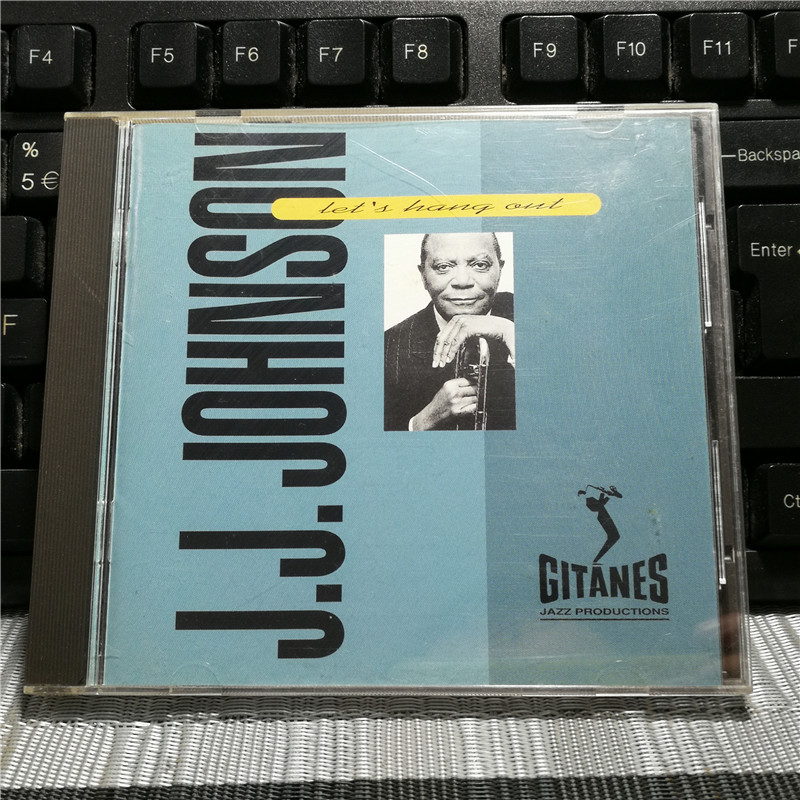 F4
F5
F6
F7
F8
F9
F10
F11
%
5 €
Backspa
Enter
F
Ct
J.J. JOHNSON
let's hang out
GITANES
JAZZ PRODUCTIONS